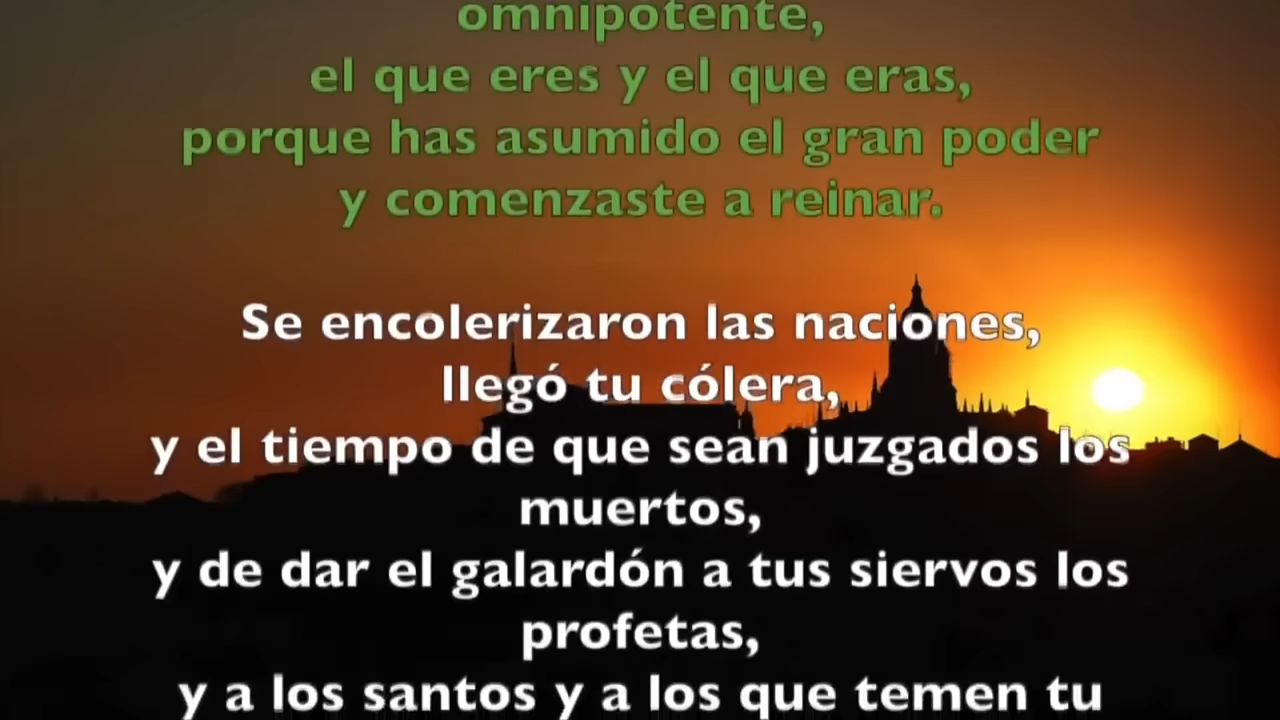 omnipotente,
el que eres y el que eras,
porque has asumido el gran poder
y comenzaste a reinar.
Se encolerizaron las naciones,
llegó tu cólera,
y el tiempo de que sean juzgados los
muertos,
y de dar el galardón a tus siervos los
profetas,
y a los santos y a los que temen tu